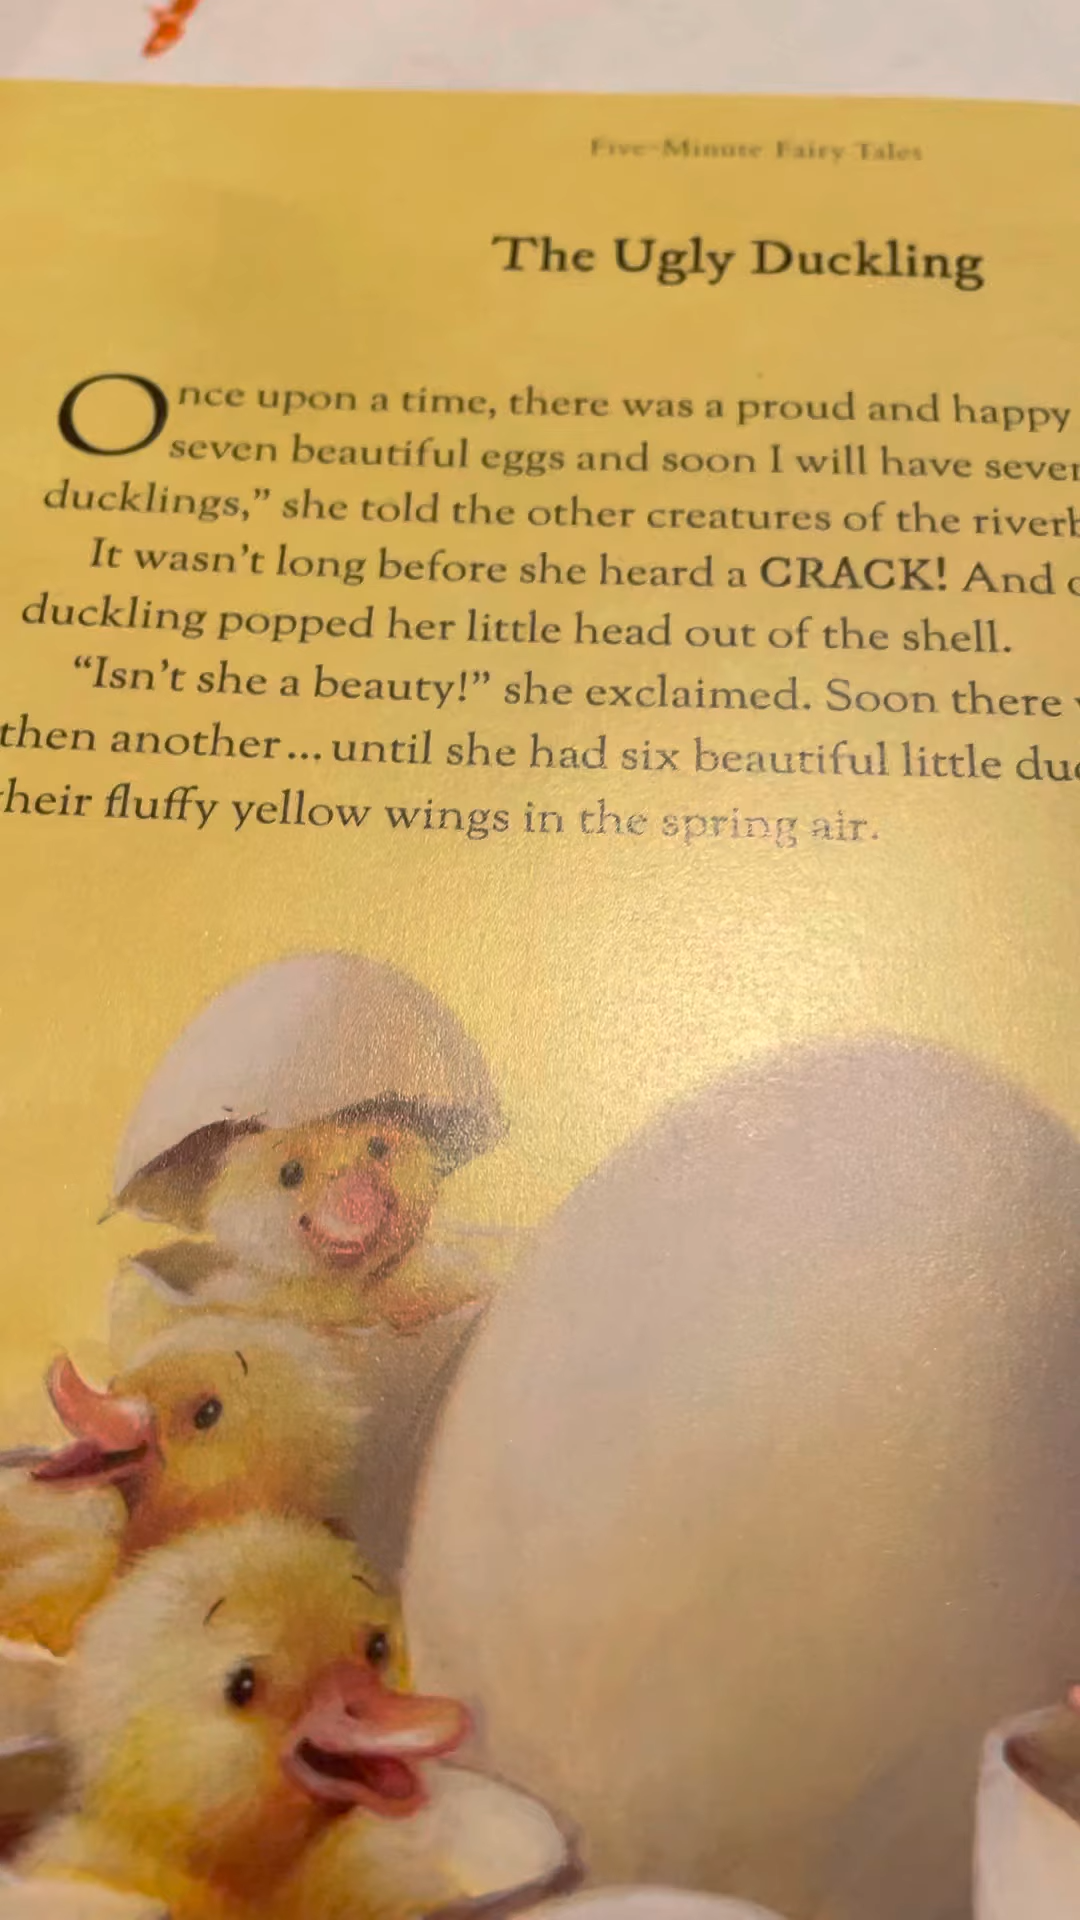 Five-Minute Fairy Tales
The Ugly Duckling
Once upon a time, there was a proud and happy
seven beautiful eggs and soon I will have
ducklings,” she told the other creatures of the
It wasn’t long before she heard a CRACK! And
duckling popped her little head out of the shell.
“Isn’t she a beauty!” she exclaimed. Soon there
then another... until she had six beautiful little
their fluffy yellow wings in the spring air.